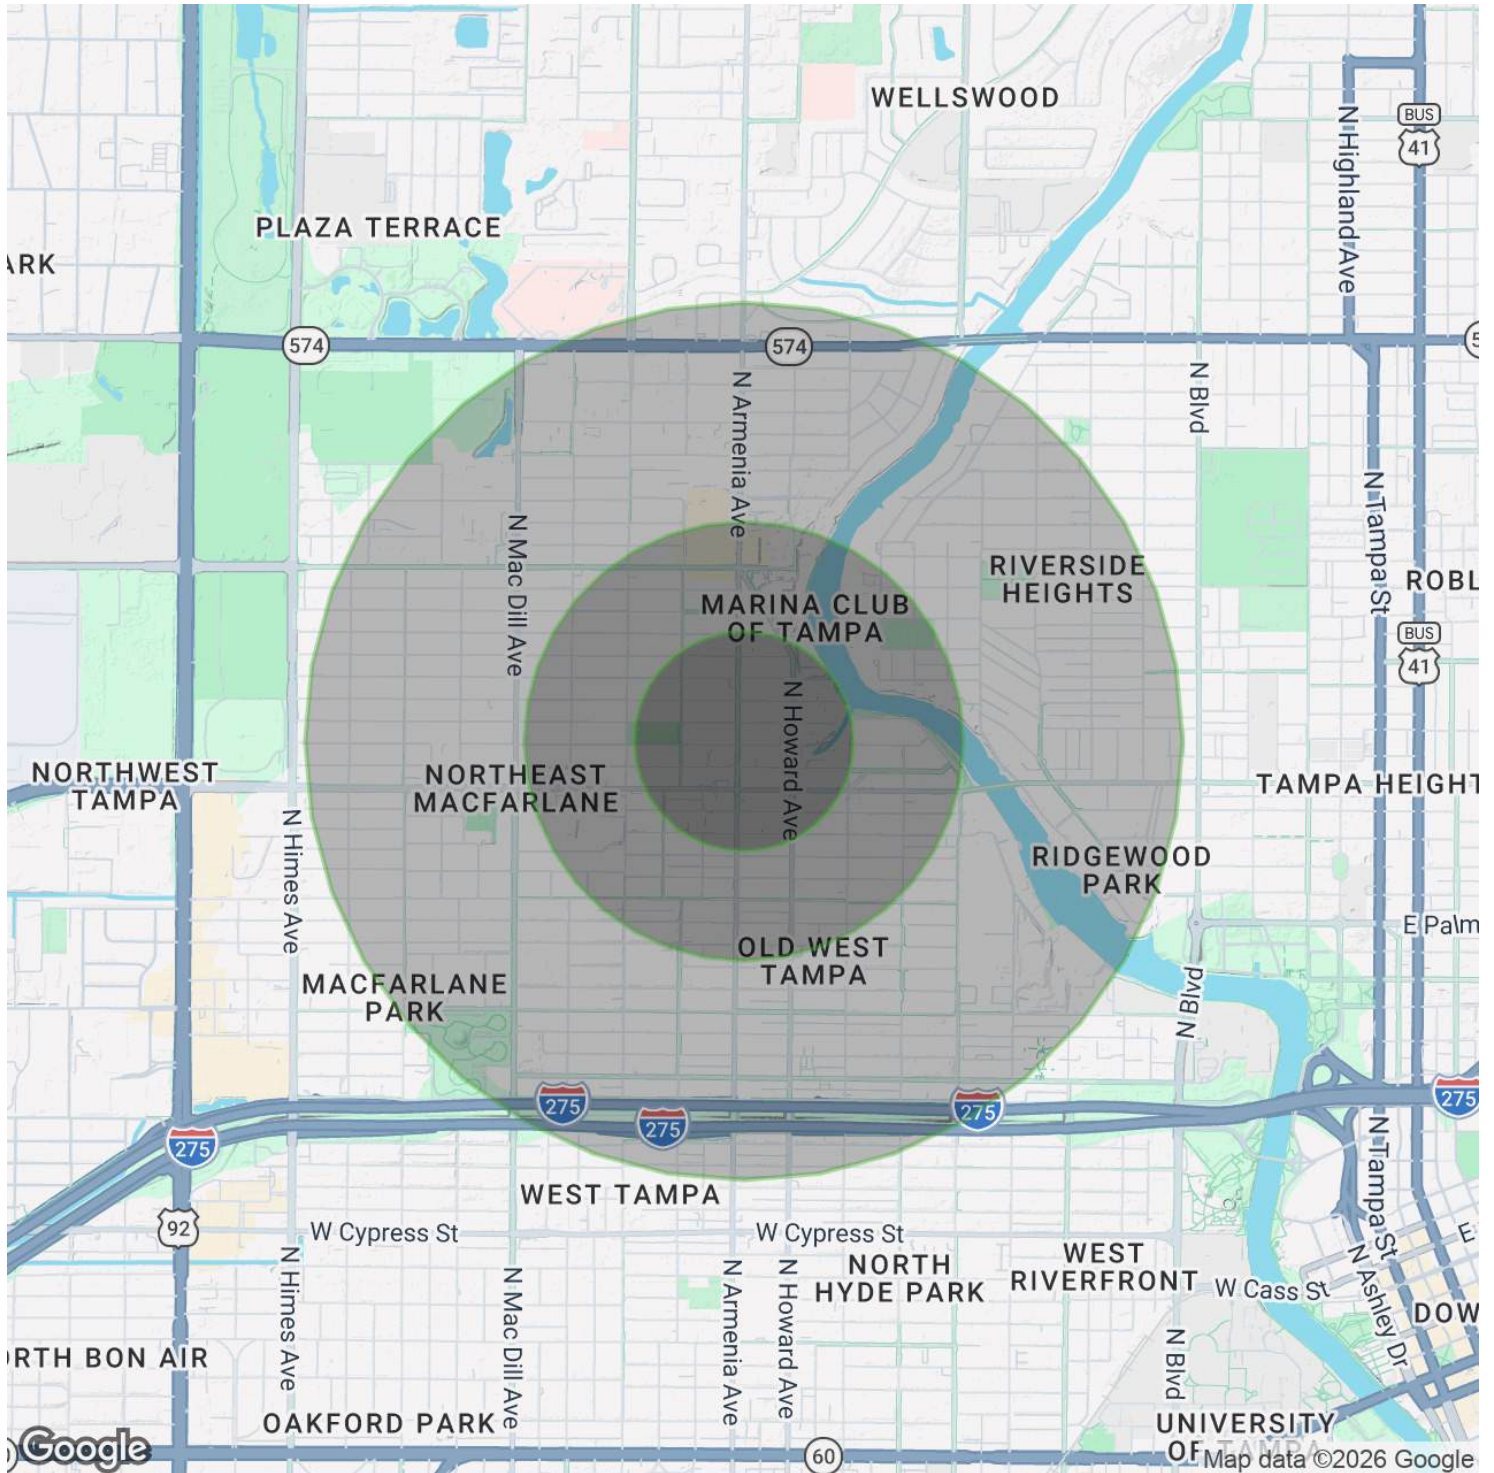 WELLSWOOD
BUS
41
N Highland Ave
PLAZA TERRACE
ARK
574
574
N Armenia Ave
N Blvd
N Mac Dill Ave
N Tampa St
RIVERSIDE
HEIGHTS
ROBL
MARINA CLUB
OF TAMPA
BUS
41
N Howard Ave
NORTHWEST
TAMPA
NORTHEAST
MACFARLANE
TAMPA HEIGHT
N Himes Ave
RIDGEWOOD
PARK
E Palm
OLD WEST
TAMPA
MACFARLANE
PARK
N Blvd
275
275
275
275
275
N Tampa St
WEST TAMPA
92
W Cypress St
W Cypress St
NORTH
HYDE PARK
WEST
RIVERFRONT
W Cass St
E
N Himes Ave
N Mac Dill Ave
N Armenia Ave
N Howard Ave
N Ashley Dr
DOW
RTH BON AIR
N Blvd
OAKFORD PARK
UNIVERSITY
OF TAMPA
60
Google
Map data ©2026 Google